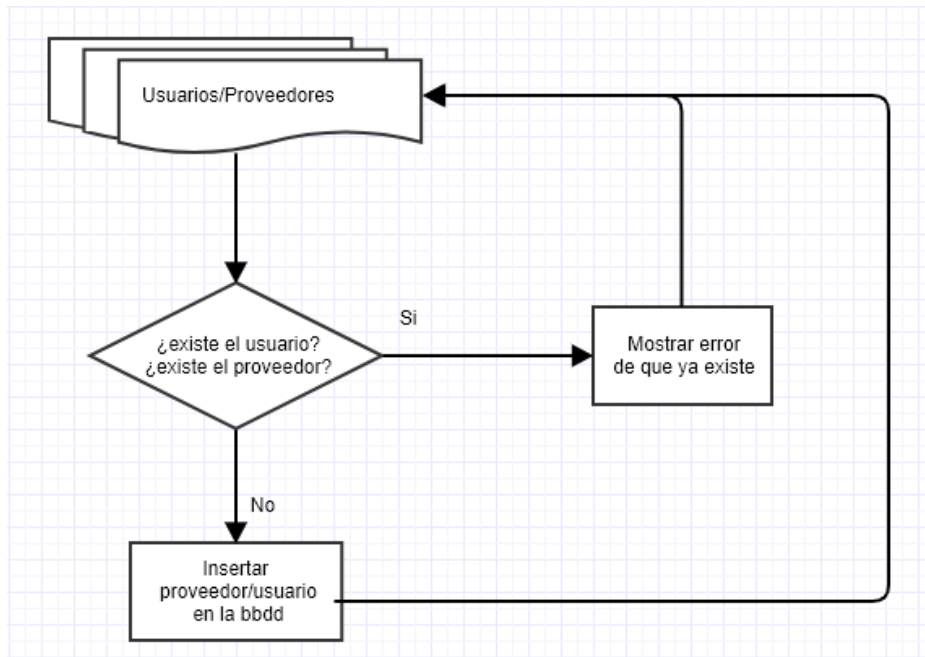 Usuarios/Proveedores
¿existe el usuario?
¿existe el proveedor?
Si
Mostrar error
de que ya existe
No
Insertar
proveedor/usuario
en la bbdd